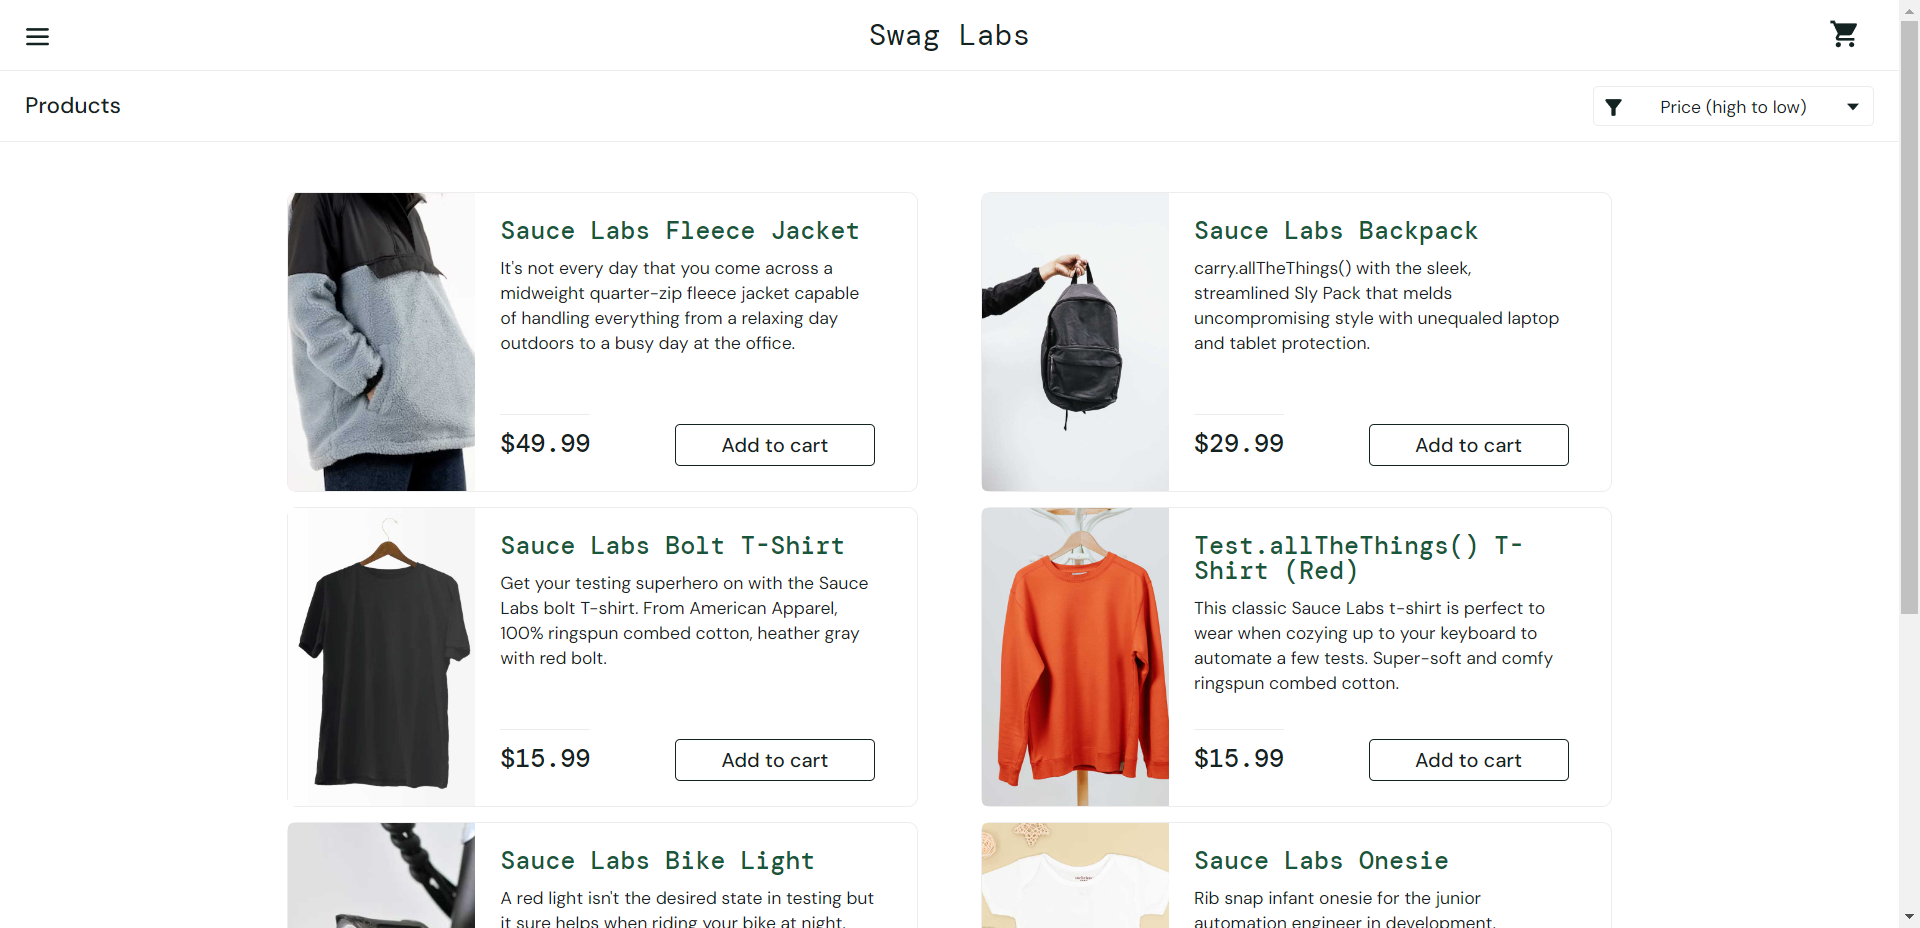 Swag Labs
Products
Price (high to low)
Sauce Labs Fleece Jacket
It's not every day that you come across a
midweight quarter-zip fleece jacket capable
of handling everything from a relaxing day
outdoors to a busy day at the office.
$49.99
Add to cart
Sauce Labs Backpack
carry.allTheThings() with the sleek,
streamlined Sly Pack that melds
uncompromising style with unequaled laptop
and tablet protection.
$29.99
Add to cart
Sauce Labs Bolt T-Shirt
Get your testing superhero on with the Sauce
Labs bolt T-shirt. From American Apparel,
100% ringspun combed cotton, heather gray
with red bolt.
$15.99
Add to cart
Test.allTheThings() T-
Shirt (Red)
This classic Sauce Labs t-shirt is perfect to
wear when cozying up to your keyboard to
automate a few tests. Super-soft and comfy
ringspun combed cotton.
$15.99
Add to cart
Sauce Labs Bike Light
A red light isn't the desired state in testing but
it sure helps when riding your bike at night.
Sauce Labs Onesie
Rib snap infant onesie for the junior
automation engineer in development.